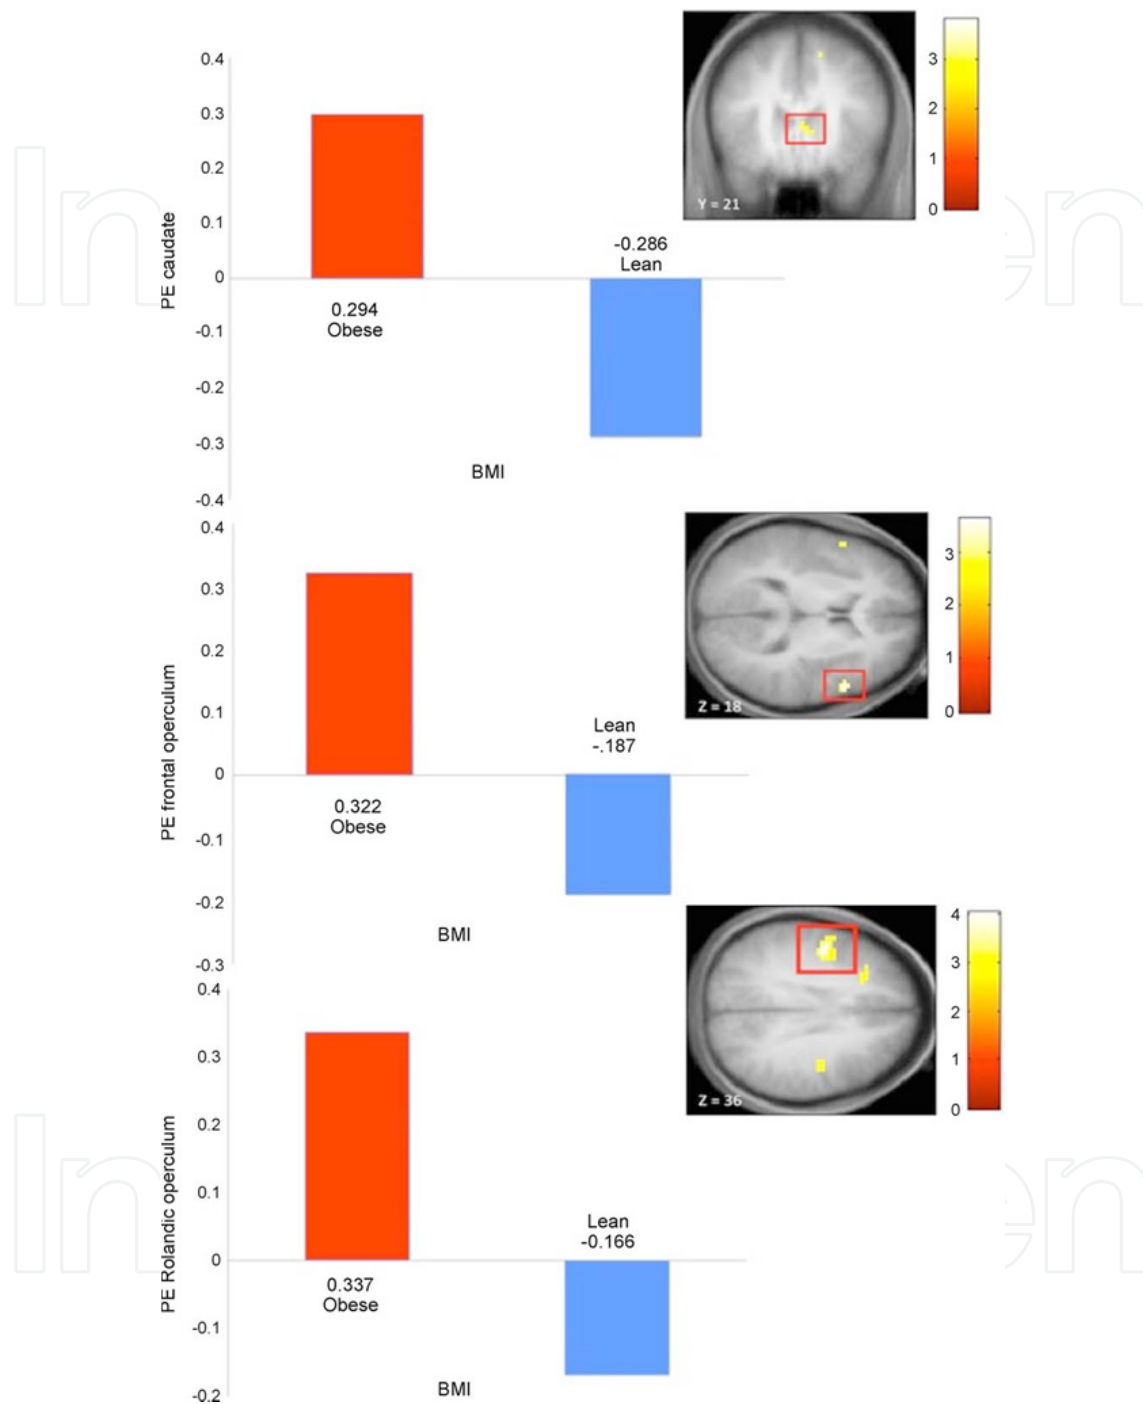 0.4
0.3
0.2
0.1
0
-0.1
-0.2
-0.3
-0.4
PE caudate
0.294
Obese
-0.286
Lean
BMI
Y = 21
3
2
1
0
0.4
0.3
0.2
0.1
0
-0.1
-0.2
-0.3
PE frontal operculum
0.322
Obese
Lean
-.187
BMI
Z = 18
3
2
1
0
0.4
0.3
0.2
0.1
0
-0.1
-0.2
PE Rolandic operculum
0.337
Obese
Lean
-0.166
BMI
Z = 36
4
3
2
1
0
In
en
In
en